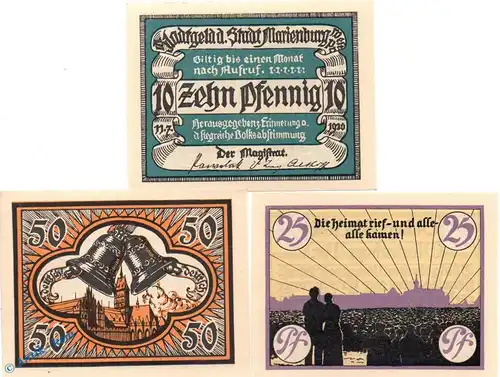 Notgeld d. Stadt Marienburg
Giltig bis einen Monat
nach Aufruf.
10 Zehn Pfennig 10
Herausgegeben z. Erinnerung a.
d. siegreiche Volksabstimmung
11.7. 1920
Der Magistrat.
50 50
50 50
25 Die Heimat rief - und alle - 25
alle kamen!
Pf Pf